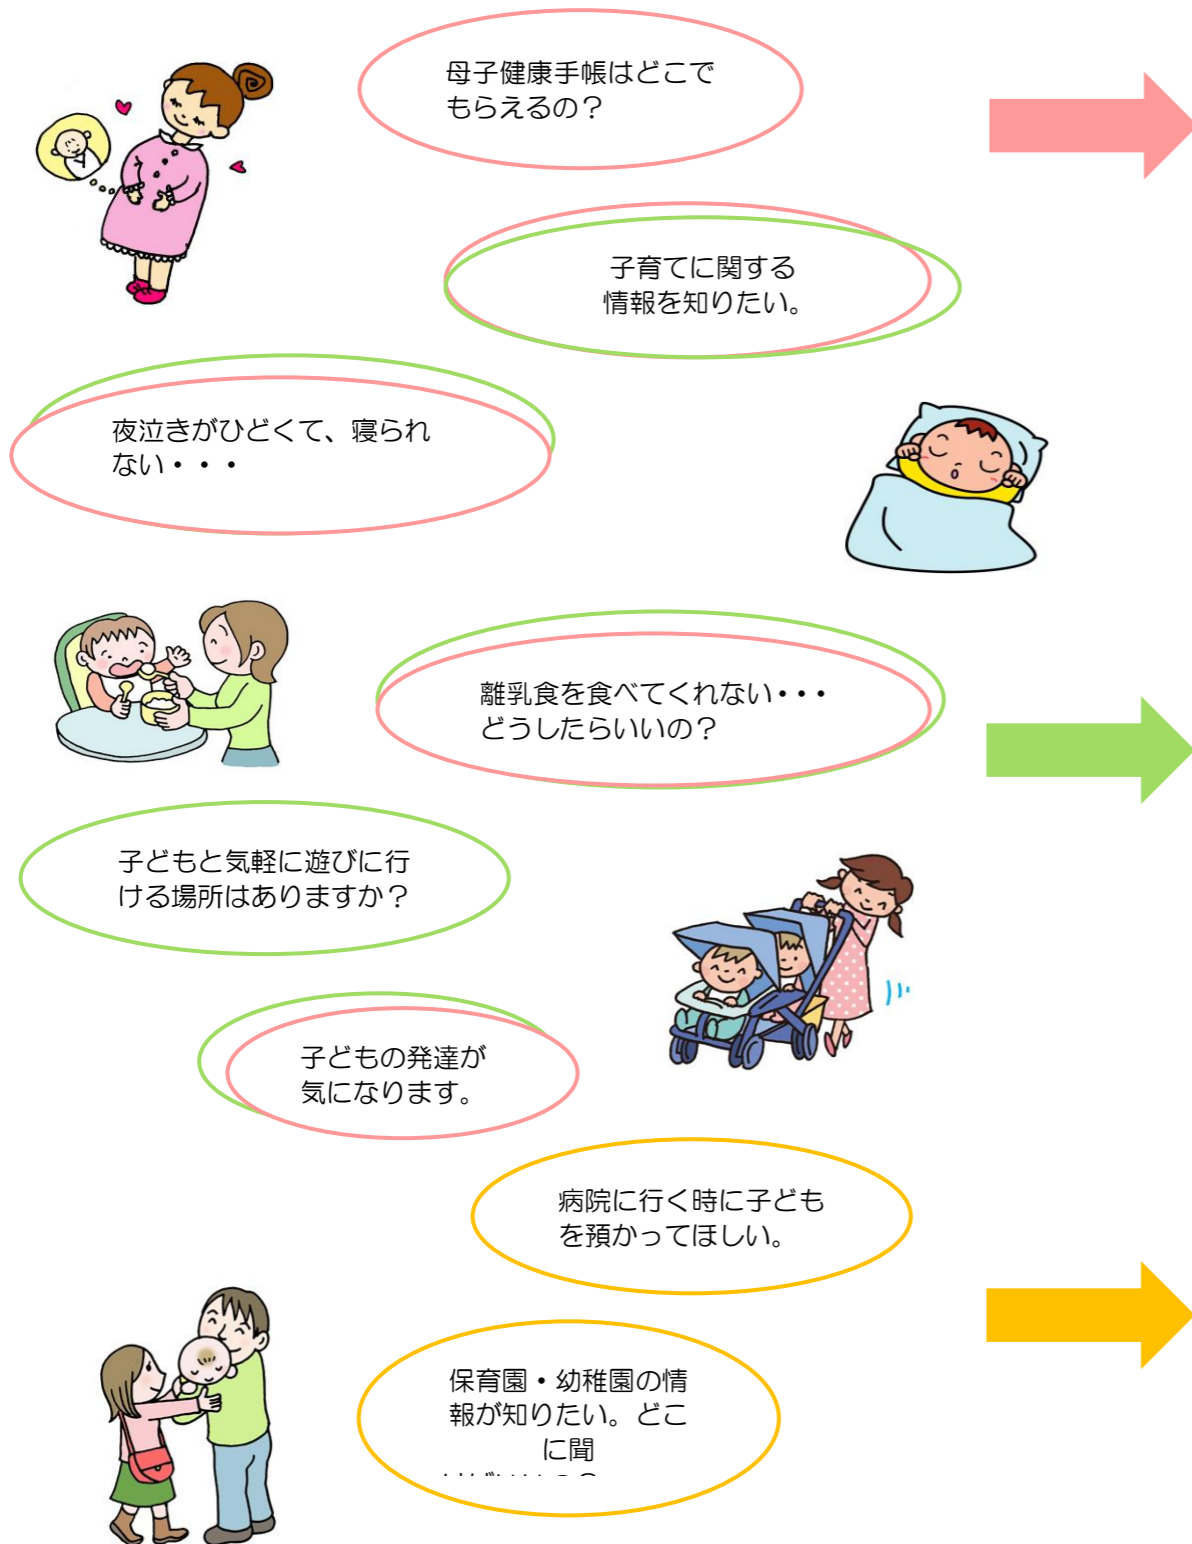 母子健康手帳はどこで
もらえるの？
子育てに関する
情報を知りたい。
夜泣きがひどくて、寝られ
ない・・・
離乳食を食べてくれない・・・
どうしたらいいの？
子どもと気軽に遊びに行
ける場所はありますか？
子どもの発達が
気になります。
病院に行く時に子ども
を預かってほしい。
保育園・幼稚園の情
報が知りたい。どこ
に聞